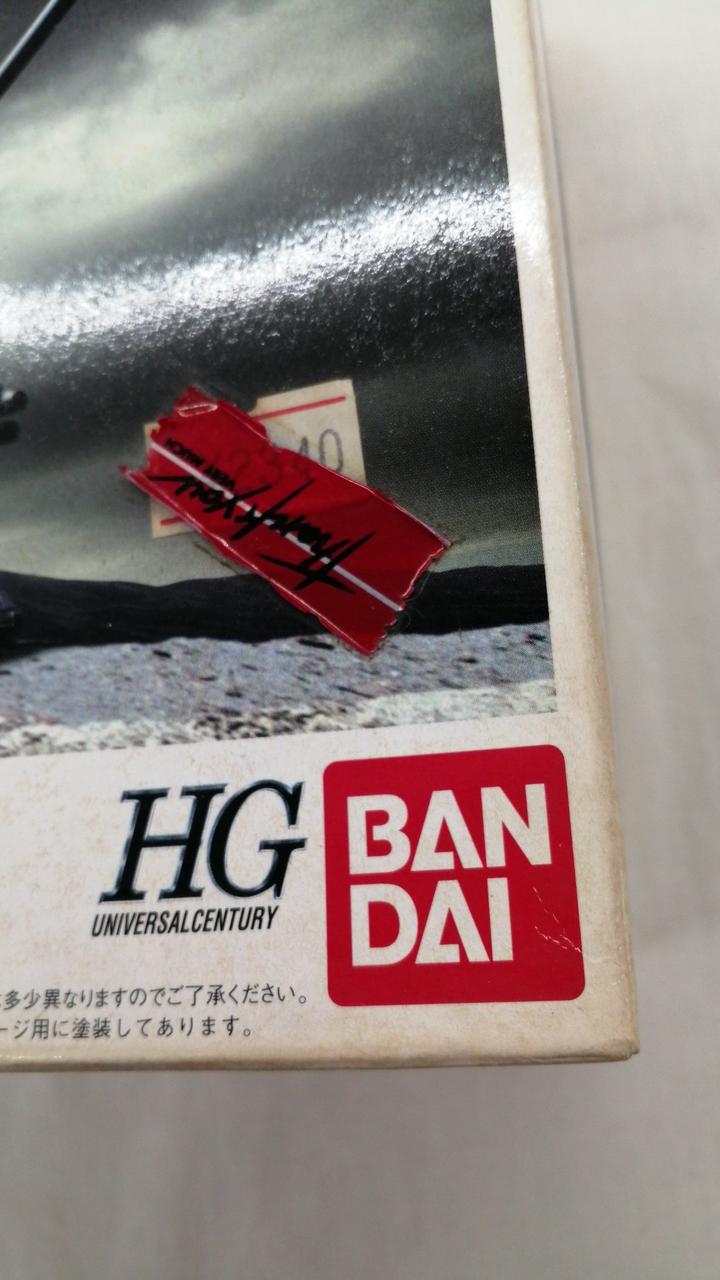 Thank you
VERY MUCH
HG
UNIVERSALCENTURY
BAN
DAI
多少異なりますのでご了承ください。
ージ用に塗装してあります。